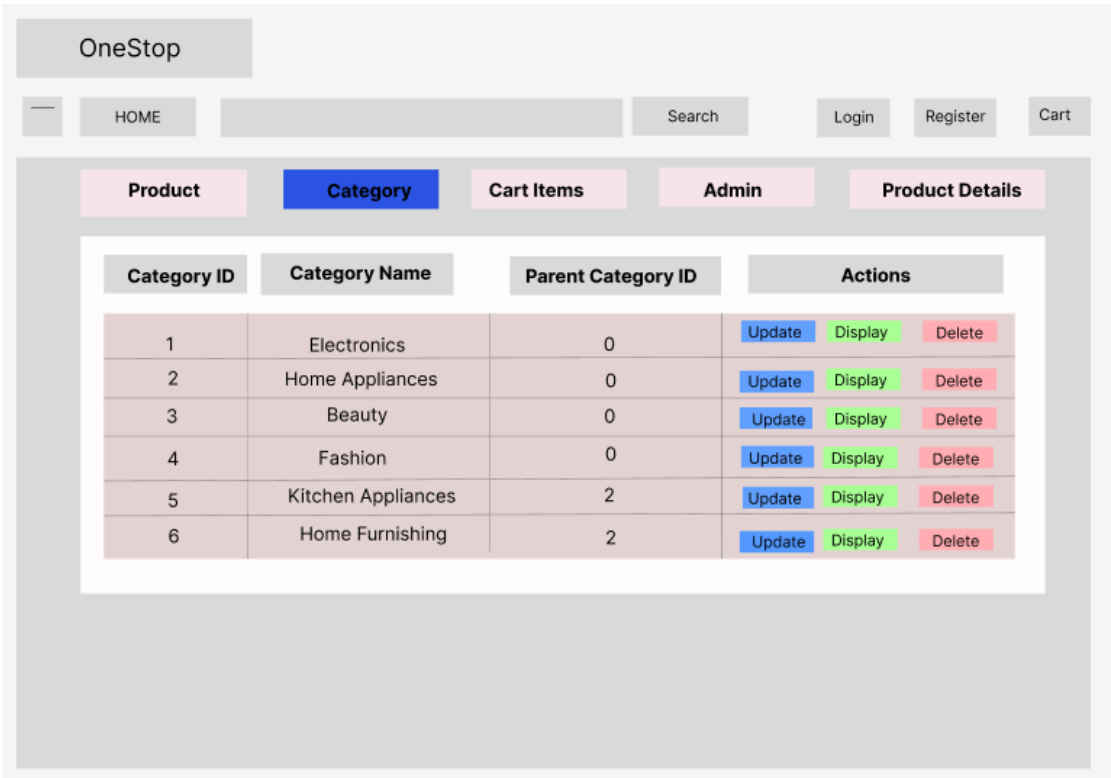 OneStop
HOME Search Login Register Cart
Product Category Cart Items Admin Product Details
Category ID Category Name Parent Category ID Actions
1 Electronics 0 Update Display Delete
2 Home Appliances 0 Update Display Delete
3 Beauty 0 Update Display Delete
4 Fashion 0 Update Display Delete
5 Kitchen Appliances 2 Update Display Delete
6 Home Furnishing 2 Update Display Delete